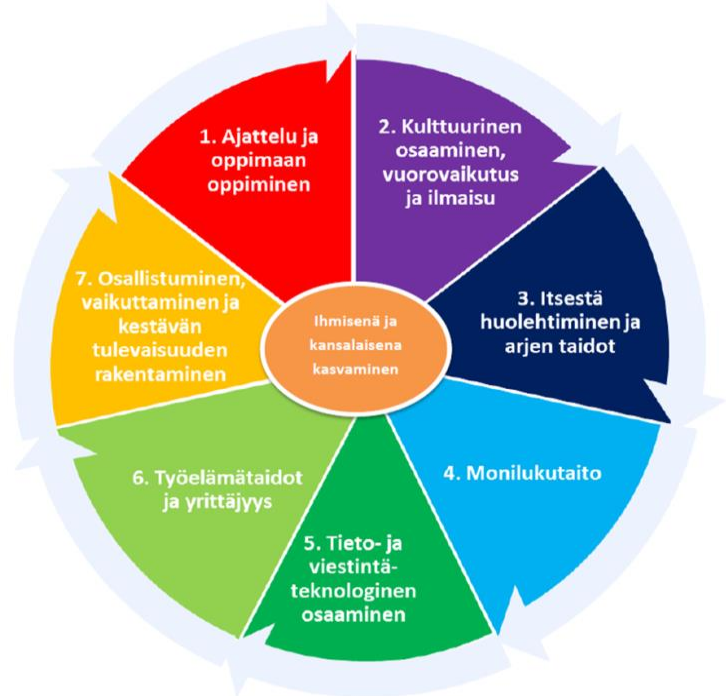 1. Ajattelu ja
oppimaan
oppiminen
2. Kulttuurinen
osaaminen,
vuorovaikutus
ja ilmaisu
3. Itsestä
huolehtiminen ja
arjen taidot
4. Monilukutaito
5. Tieto- ja
viestintä-
teknologinen
osaaminen
6. Työelämätaidot
ja yrittäjyys
7. Osallistuminen,
vaikuttaminen ja
kestävän
tulevaisuuden
rakentaminen
Ihmisenä ja
kansalaisena
kasvaminen